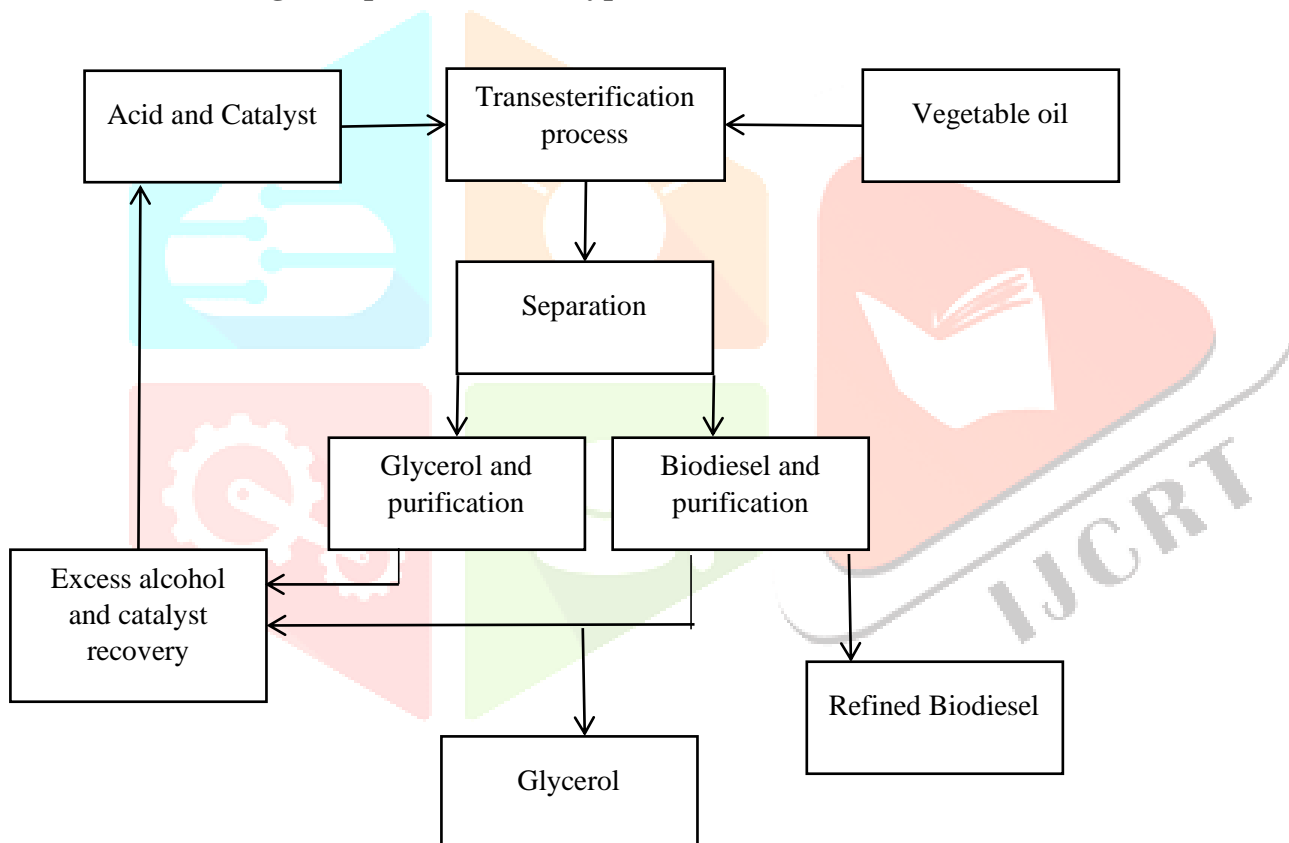 Acid and Catalyst
Transesterification
process
Vegetable oil
Separation
Glycerol and
purification
Biodiesel and
purification
Excess alcohol
and catalyst
recovery
Refined Biodiesel
Glycerol
IJCRT